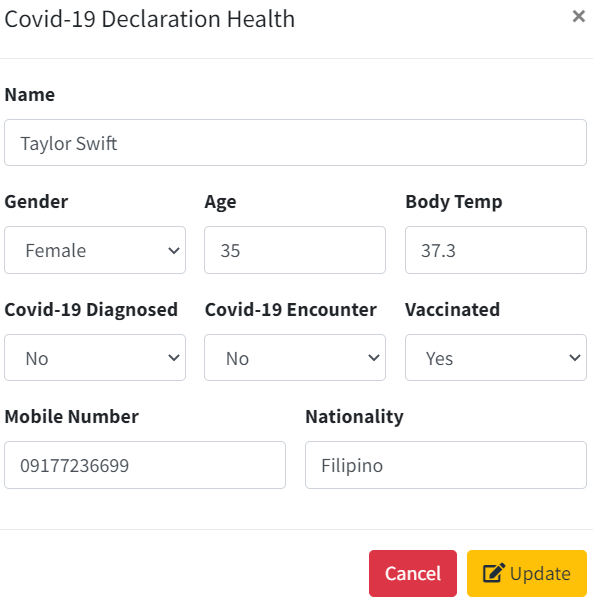 Covid-19 Declaration Health ×
Name
Taylor Swift
Gender Age Body Temp
Female 35 37.3
Covid-19 Diagnosed Covid-19 Encounter Vaccinated
No No Yes
Mobile Number Nationality
09177236699 Filipino
Cancel Update